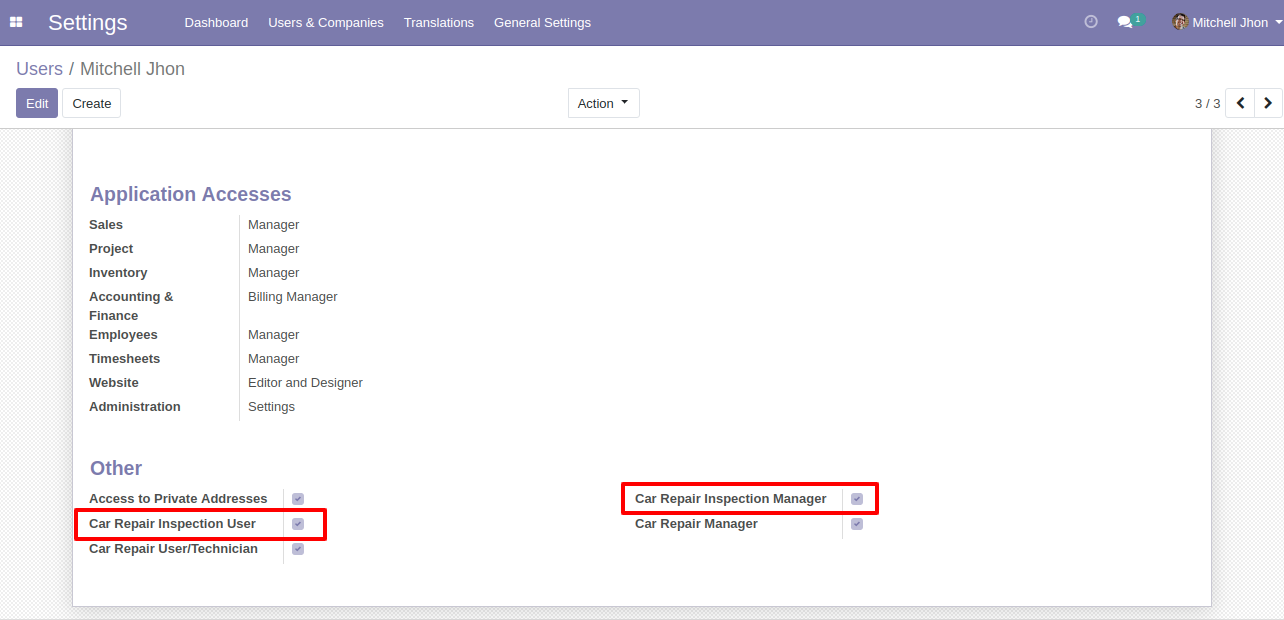 Settings
Dashboard
Users & Companies
Translations
General Settings
1
Mitchell Jhon
Users / Mitchell Jhon
Edit
Create
Action
3 / 3
Application Accesses
Sales Manager
Project Manager
Inventory Manager
Accounting & Billing Manager
Finance
Employees Manager
Timesheets Manager
Website Editor and Designer
Administration Settings
Other
Access to Private Addresses
Car Repair Inspection Manager
Car Repair Inspection User
Car Repair Manager
Car Repair User/Technician